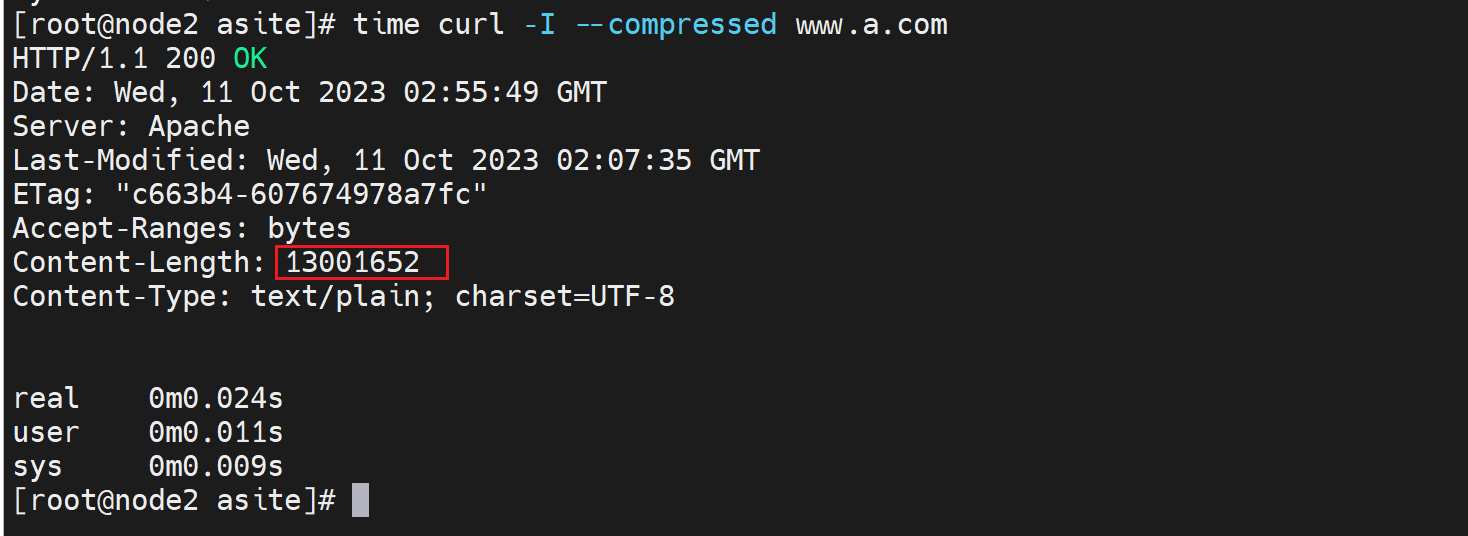 [root@node2 asite]# time curl -I --compressed www.a.com
HTTP/1.1 200 OK
Date: Wed, 11 Oct 2023 02:55:49 GMT
Server: Apache
Last-Modified: Wed, 11 Oct 2023 02:07:35 GMT
ETag: "c663b4-607674978a7fc"
Accept-Ranges: bytes
Content-Length: 13001652
Content-Type: text/plain; charset=UTF-8
real    0m0.024s
user    0m0.011s
sys     0m0.009s
[root@node2 asite]#